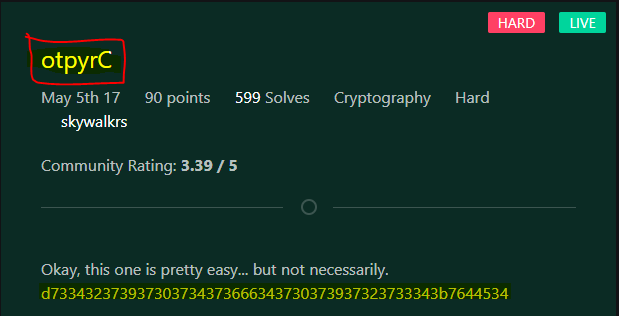 HARD LIVE
otpyrC
May 5th 17 90 points 599 Solves Cryptography Hard
skywalkrs
Community Rating: 3.39 / 5
Okay, this one is pretty easy... but not necessarily.
d733432373937303734373666343730373937323733343b7644534